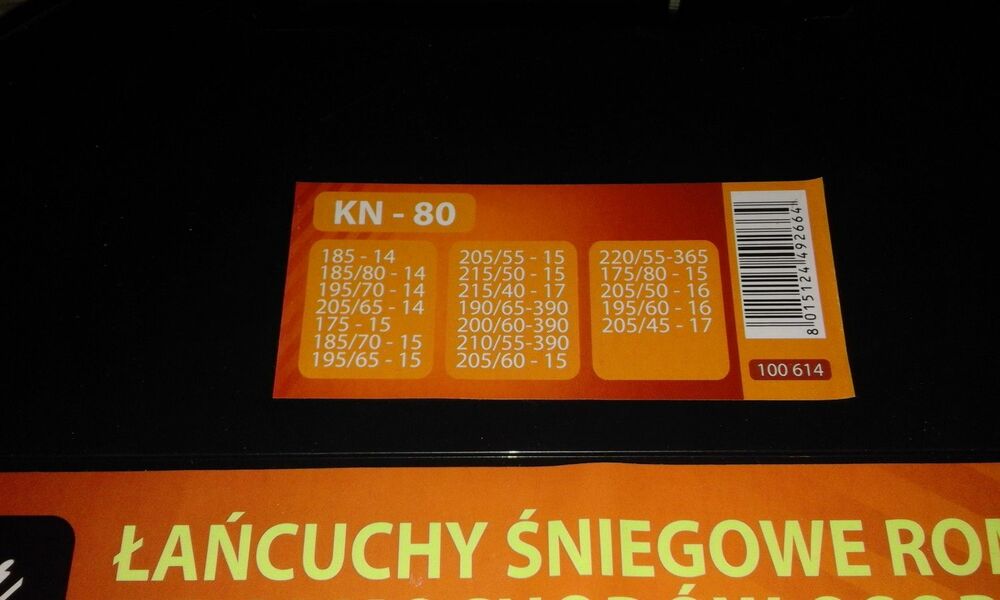 KN - 80
185 - 14
185/80 - 14
195/70 - 14
205/65 - 14
175 - 15
185/70 - 15
195/65 - 15
205/55 - 15
215/50 - 15
215/40 - 17
190/65-390
200/60-390
210/55-390
205/60 - 15
220/55-365
175/80 - 15
205/50 - 16
195/60 - 16
205/45 - 17
8 015124 492664
100 614
ŁAŃCUCHY ŚNIEGOWE